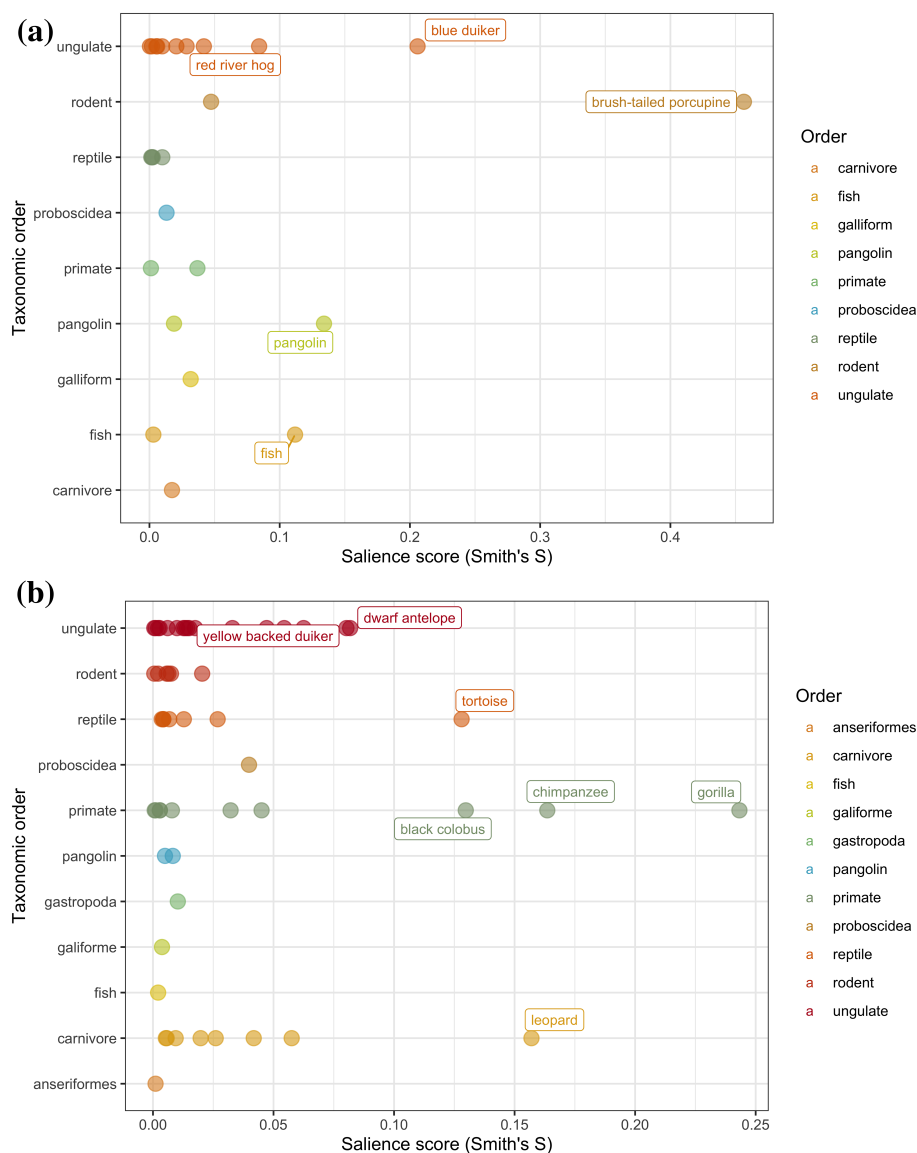 (a)
blue duiker
ungulate
red river hog
rodent
brush-tailed porcupine
reptile
proboscidea
primate
pangolin
pangolin
galliform
fish
fish
carnivore
Taxonomic order
0.0 0.1 0.2 0.3 0.4
Salience score (Smith's S)
Order
a carnivore
a fish
a galliform
a pangolin
a primate
a proboscidea
a reptile
a rodent
a ungulate
(b)
dwarf antelope
ungulate
yellow backed duiker
rodent
tortoise
reptile
proboscidea
chimpanzee gorilla
primate
black colobus
pangolin
gastropoda
galiforme
fish
leopard
carnivore
anseriformes
Taxonomic order
0.00 0.05 0.10 0.15 0.20 0.25
Salience score (Smith's S)
Order
a anseriformes
a carnivore
a fish
a galiforme
a gastropoda
a pangolin
a primate
a proboscidea
a reptile
a rodent
a ungulate